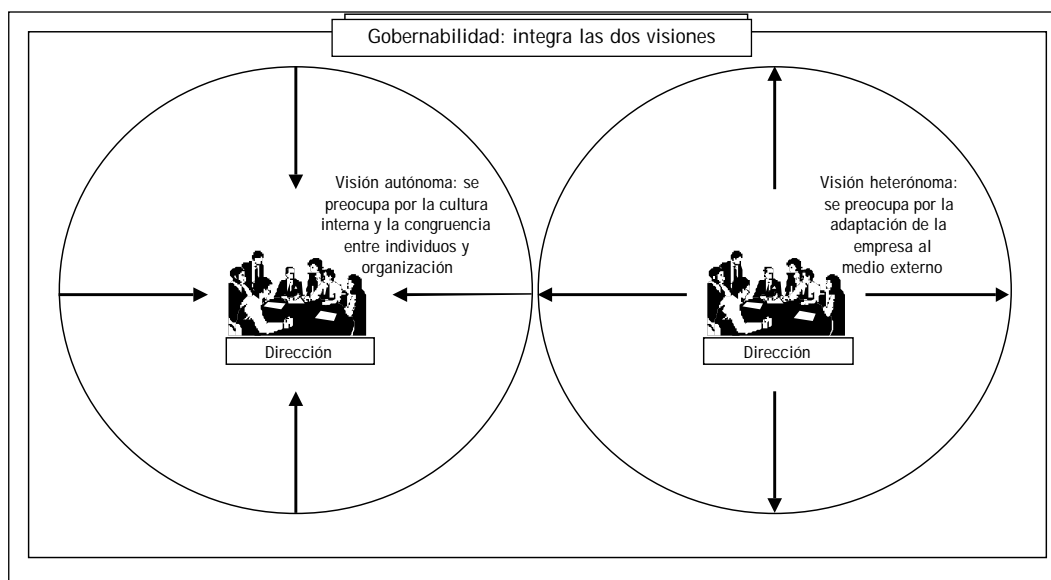 Gobernabilidad: integra las dos visiones
Visión autónoma: se
preocupa por la cultura
interna y la congruencia
entre individuos y
organización
Dirección
Visión heterónoma:
se preocupa por la
adaptación de la
empresa al
medio externo
Dirección